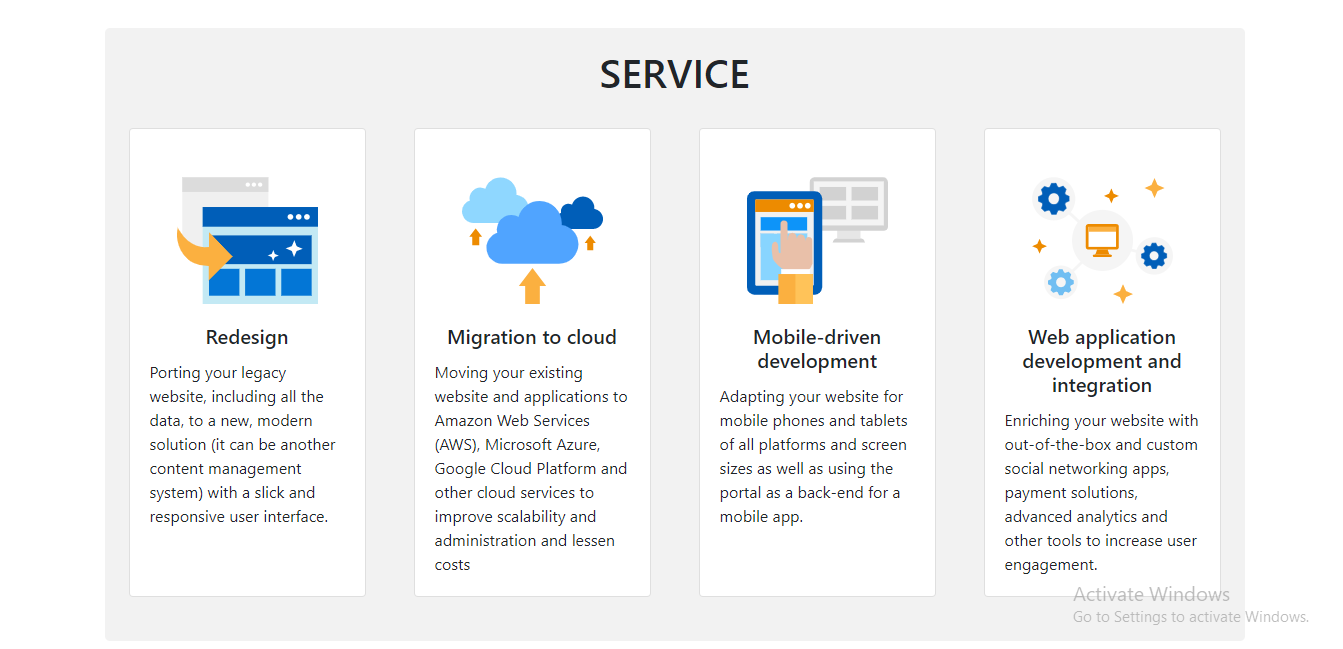 SERVICE
Redesign
Porting your legacy
website, including all the
data, to a new, modern
solution (it can be another
content management
system) with a slick and
responsive user interface.
Migration to cloud
Moving your existing
website and applications to
Amazon Web Services
(AWS), Microsoft Azure,
Google Cloud Platform and
other cloud services to
improve scalability and
administration and lessen
costs
Mobile-driven
development
Adapting your website for
mobile phones and tablets
of all platforms and screen
sizes as well as using the
portal as a back-end for a
mobile app.
Web application
development and
integration
Enriching your website with
out-of-the-box and custom
social networking apps,
payment solutions,
advanced analytics and
other tools to increase user
engagement.
Activate Windows
Go to Settings to activate Windows.